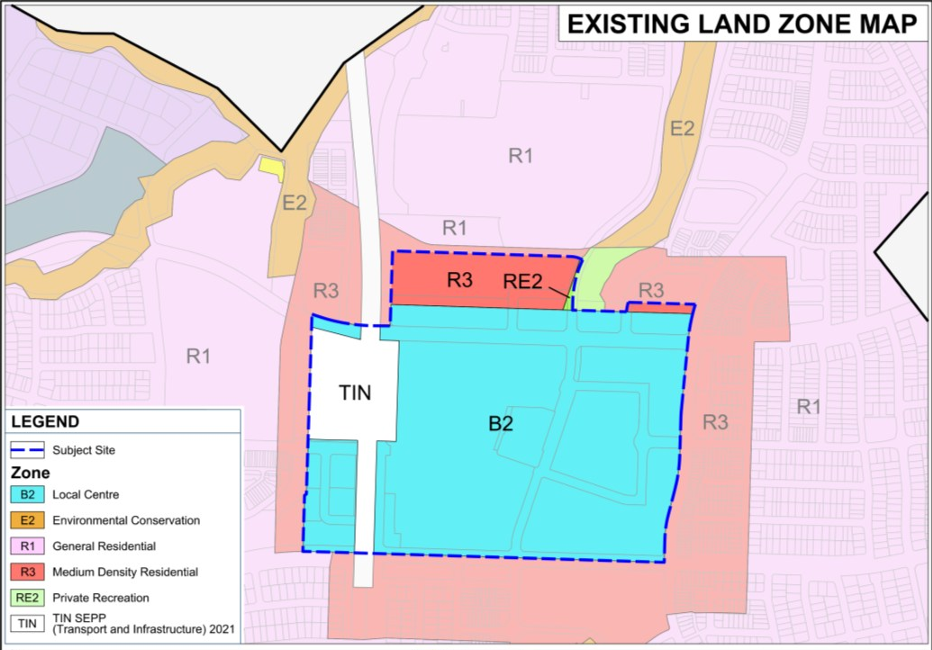 EXISTING LAND ZONE MAP
E2
R1
E2
R1
R3
R3
RE2
R3
R1
TIN
B2
R3
R1
LEGEND
Subject Site
Zone
B2 Local Centre
E2 Environmental Conservation
R1 General Residential
R3 Medium Density Residential
RE2 Private Recreation
TIN TIN SEPP
(Transport and Infrastructure) 2021